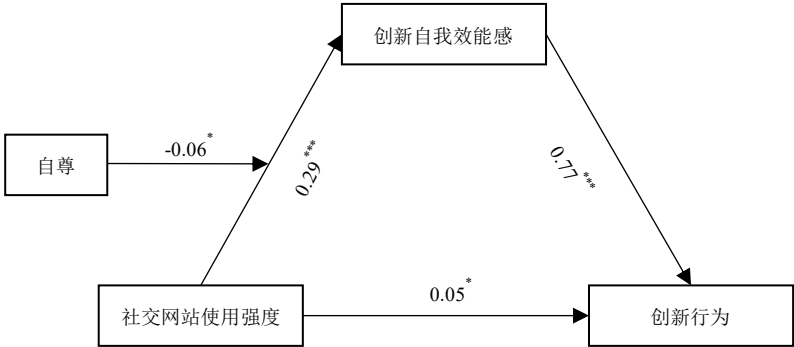 创新自我效能感
-0.06*
自尊
0.29***
0.77***
0.05*
社交网站使用强度
创新行为